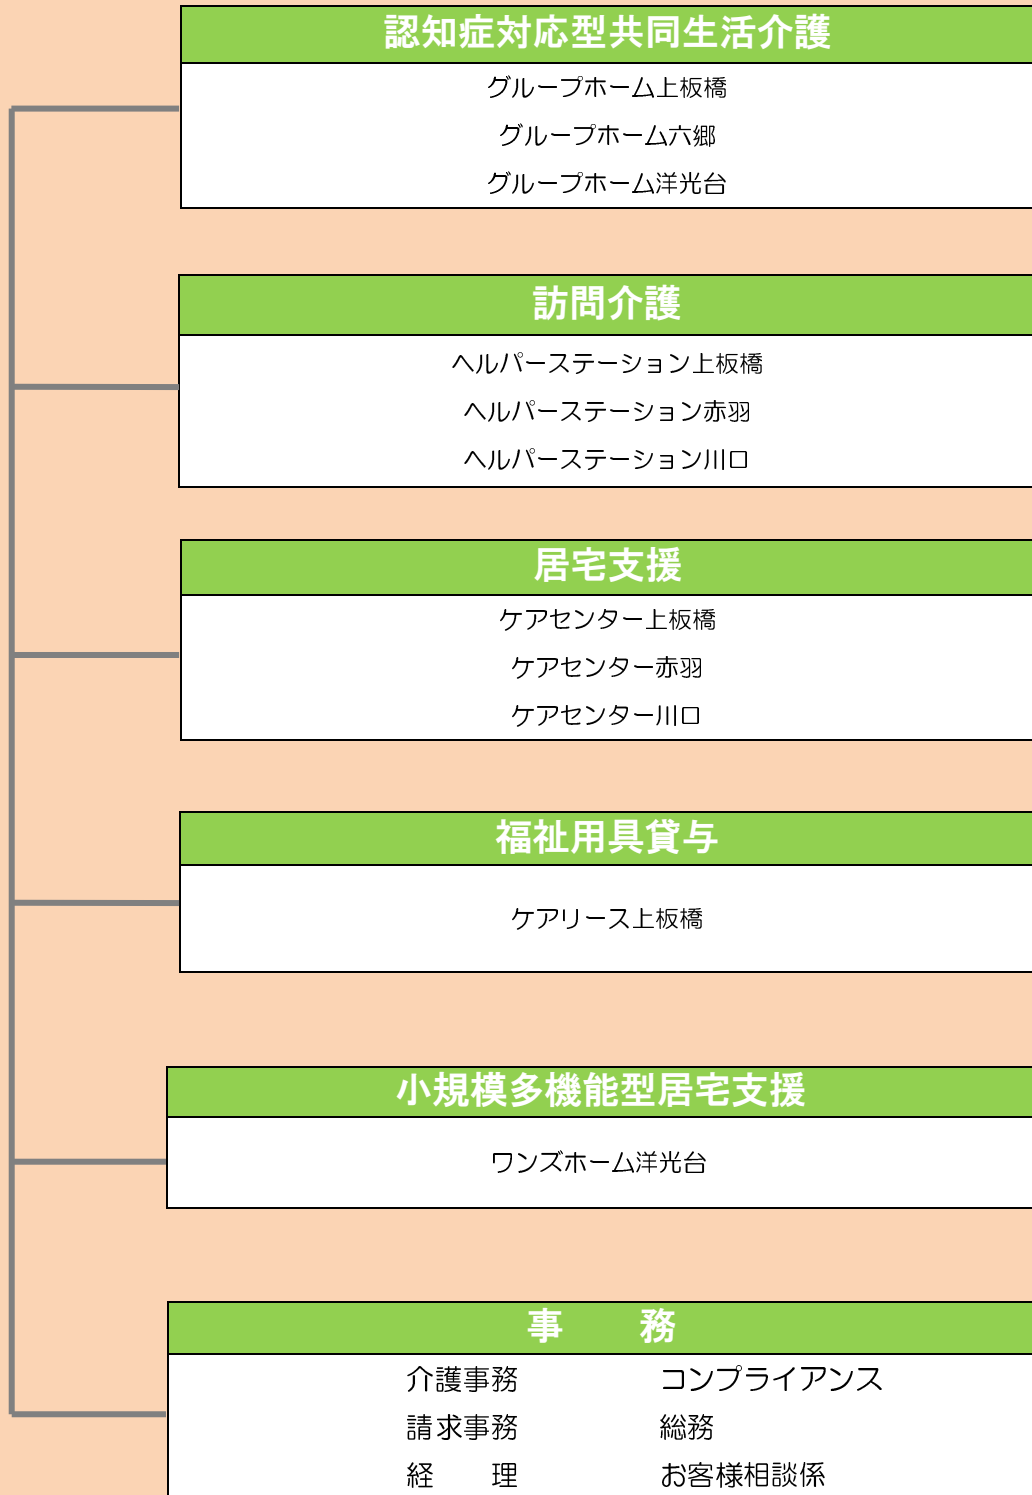 認知症対応型共同生活介護
グループホーム上板橋
グループホーム六郷
グループホーム洋光台
訪問介護
ヘルパーステーション上板橋
ヘルパーステーション赤羽
ヘルパーステーション川口
居宅支援
ケアセンター上板橋
ケアセンター赤羽
ケアセンター川口
福祉用具貸与
ケアリース上板橋
小規模多機能型居宅支援
ワンズホーム洋光台
事　　務
介護事務　　　　　コンプライアンス
請求事務　　　　　総務
経　　理　　　　　お客様相談係